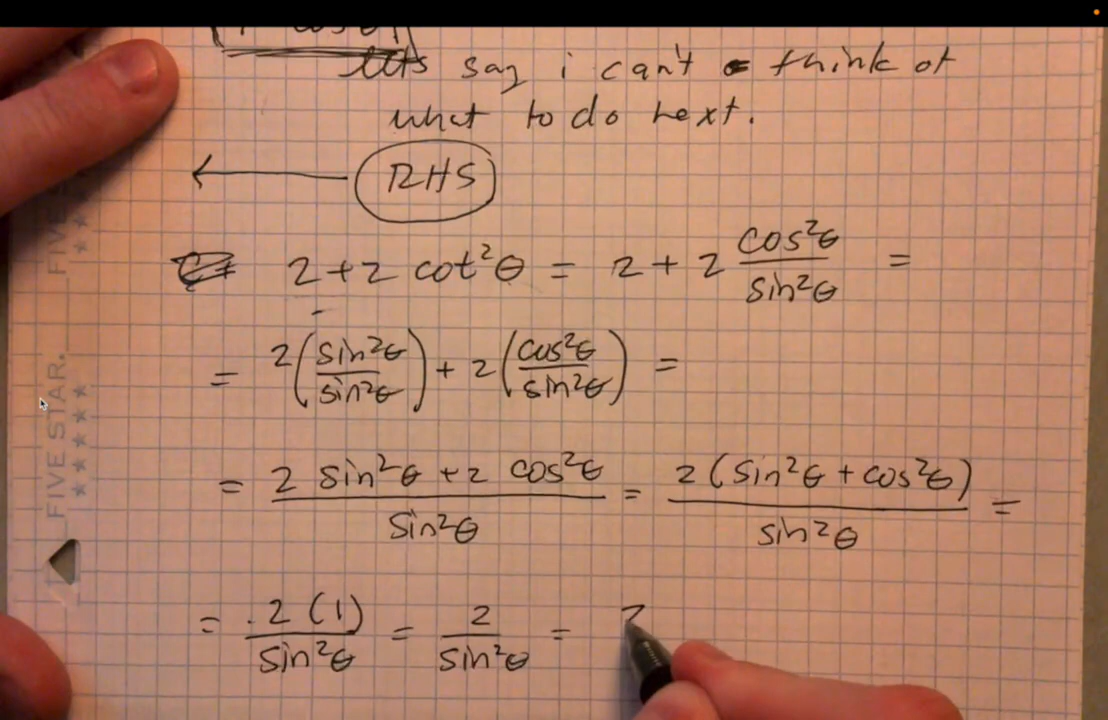 lets say i can't think of
what to do next.
RHS
2 + 2 cot²θ = 2 + 2 cos²θ/sin²θ =
= 2(sin²θ/sin²θ) + 2(cos²θ/sin²θ) =
= 2 sin²θ + 2 cos²θ/sin²θ = 2(sin²θ + cos²θ)/sin²θ =
= 2(1)/sin²θ = 2/sin²θ =
FIVE STAR.
FIVE